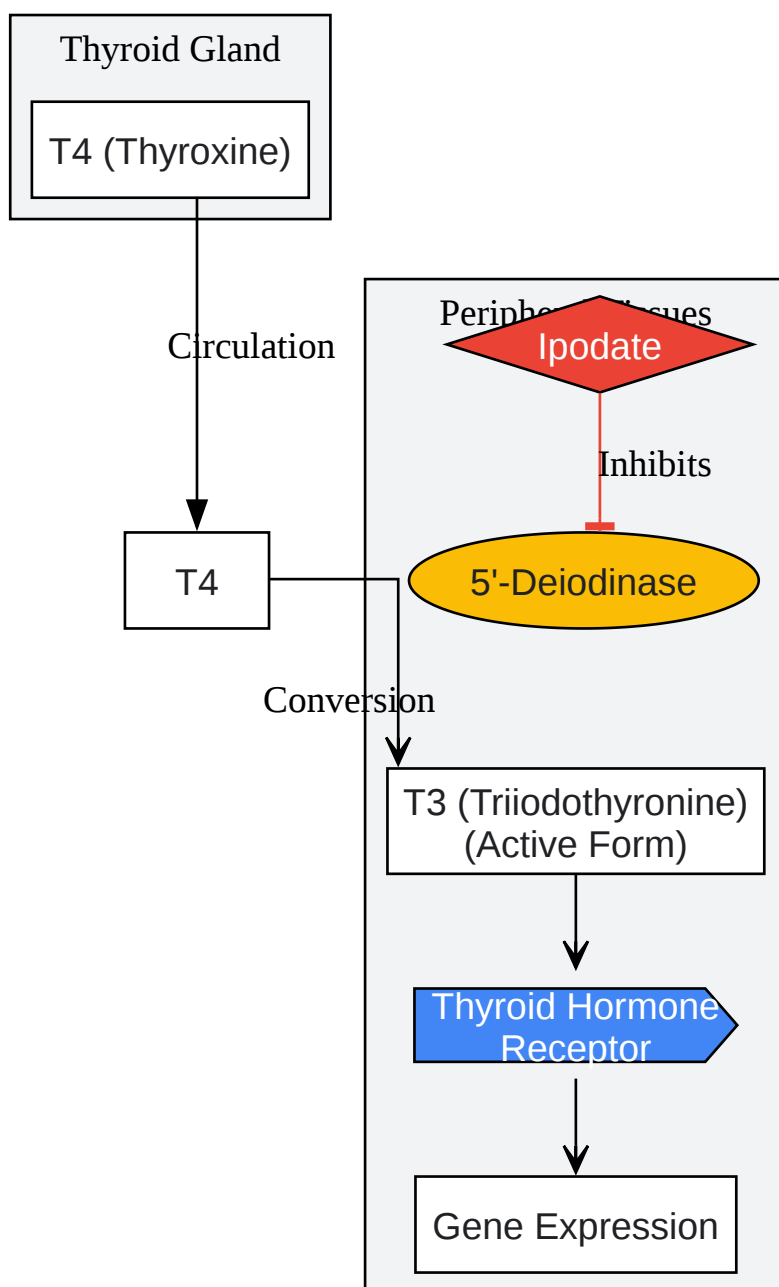 Thyroid Gland
T4 (Thyroxine)
Circulation
Ipodate
Inhibits
T4
5'-Deiodinase
Conversion
T3 (Triiodothyronine)
(Active Form)
Thyroid Hormone
Receptor
Gene Expression